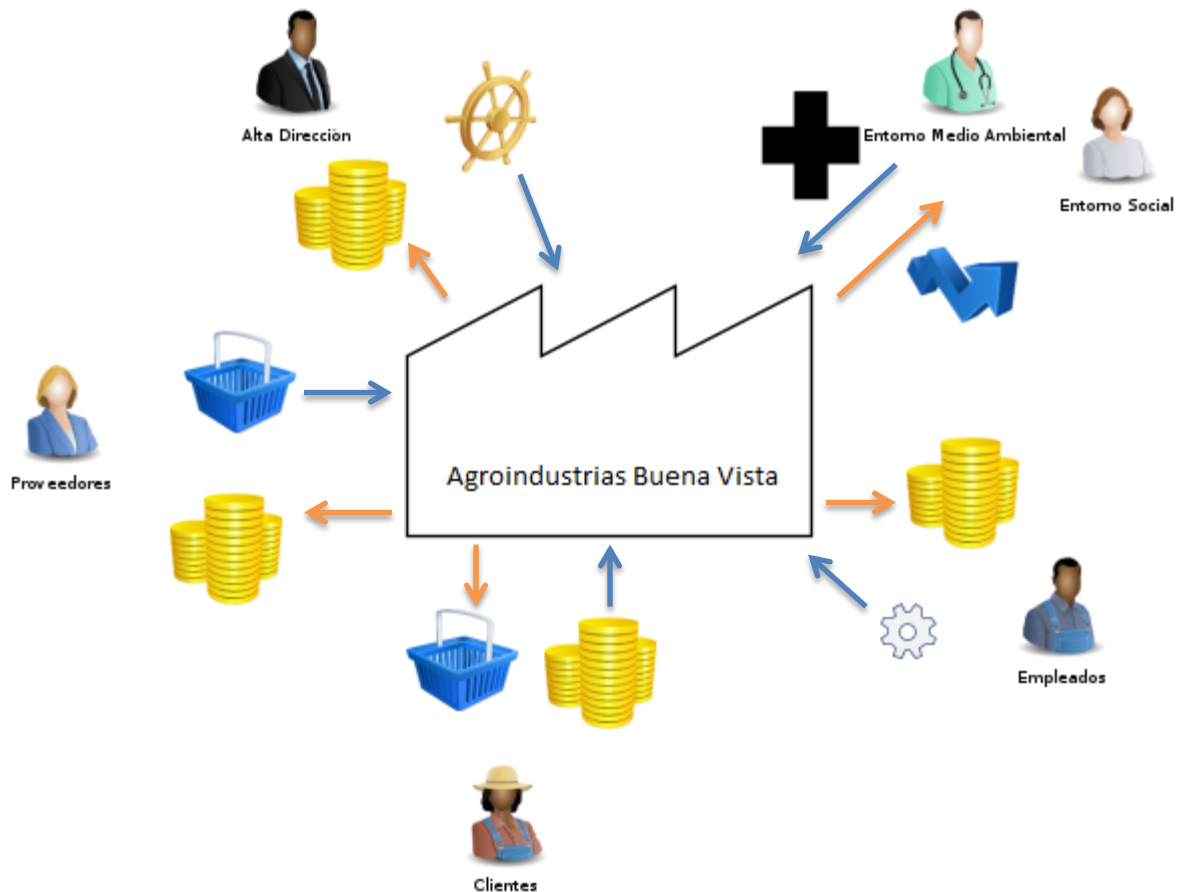 Alta Dirección
Entorno Medio Ambiental
Entorno Social
Proveedores
Agroindustrias Buena Vista
Empleados
Clientes